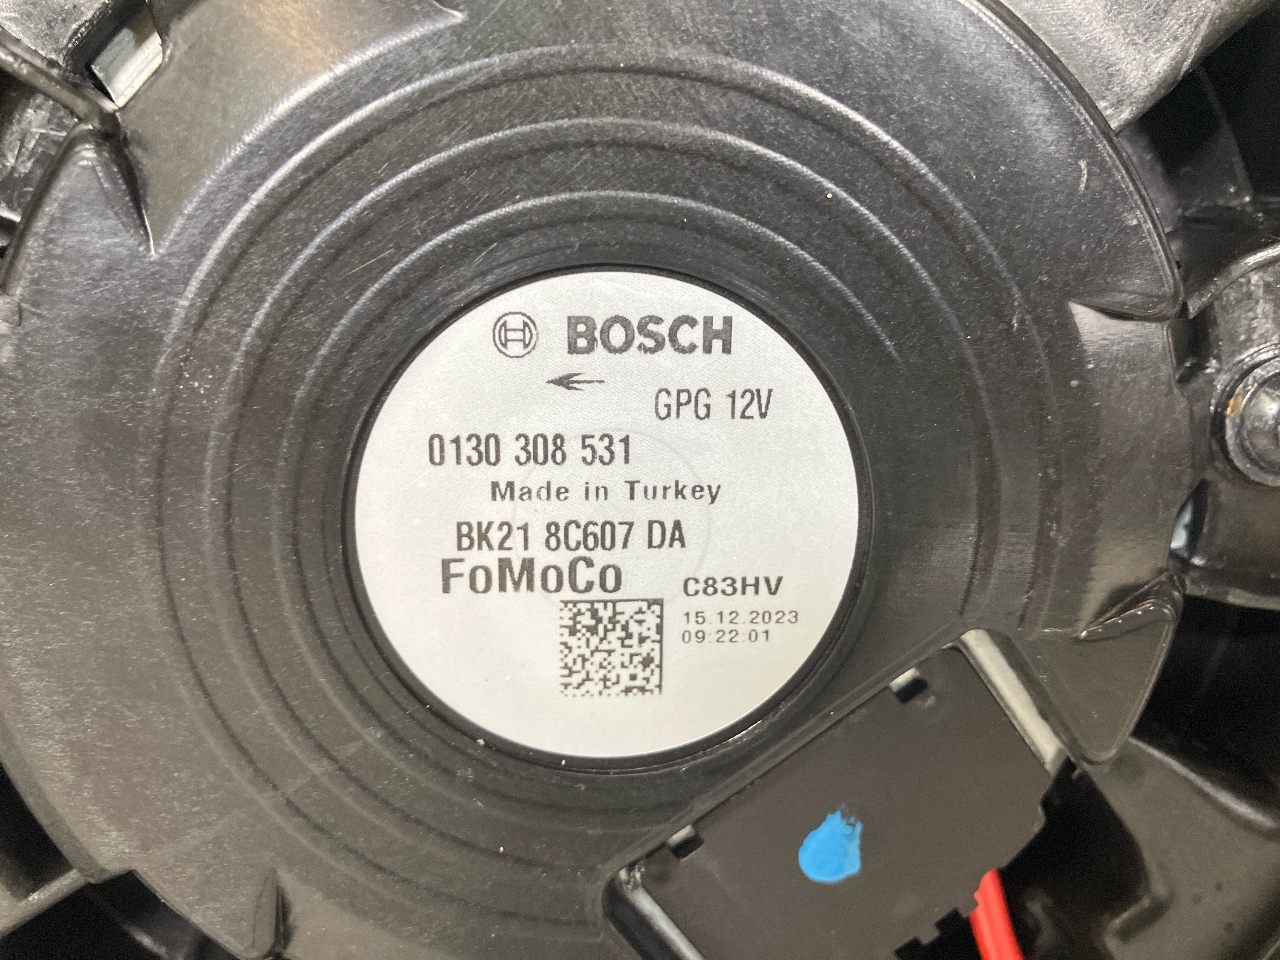 BOSCH
GPG 12V
0130 308 531
Made in Turkey
BK21 8C607 DA
FoMoCo C83HV
15.12.2023
09:22:01